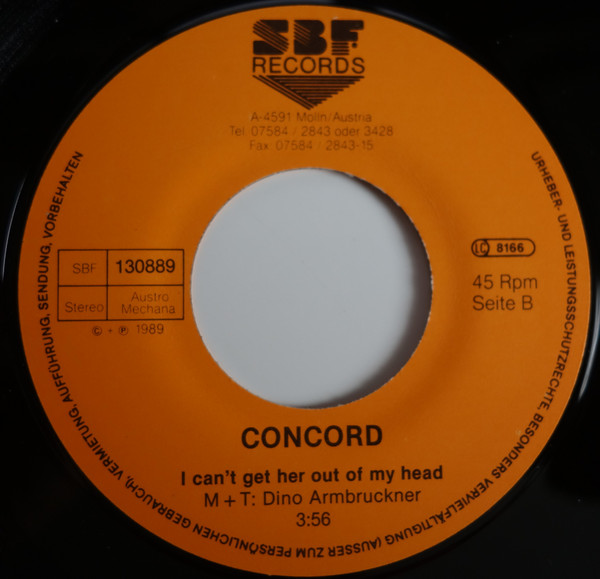 SBF
RECORDS
A-4591 Molln/Austria
Tel. 07584 / 2843 oder 3428
Fax 07584 / 2843-15
SBF 130889
Stereo Austro Mechana
© + ℗ 1989
LC 8166
45 Rpm
Seite B
CONCORD
I can't get her out of my head
M + T: Dino Armbruckner
3:56
URHEBER- UND LEISTUNGSSCHUTZRECHTE, BESONDERS VERVIELFÄLTIGUNG (AUSSER ZUM PERSÖNLICHEN GEBRAUCH), VERMIETUNG, AUFFÜHRUNG, SENDUNG, VORBEHALTEN